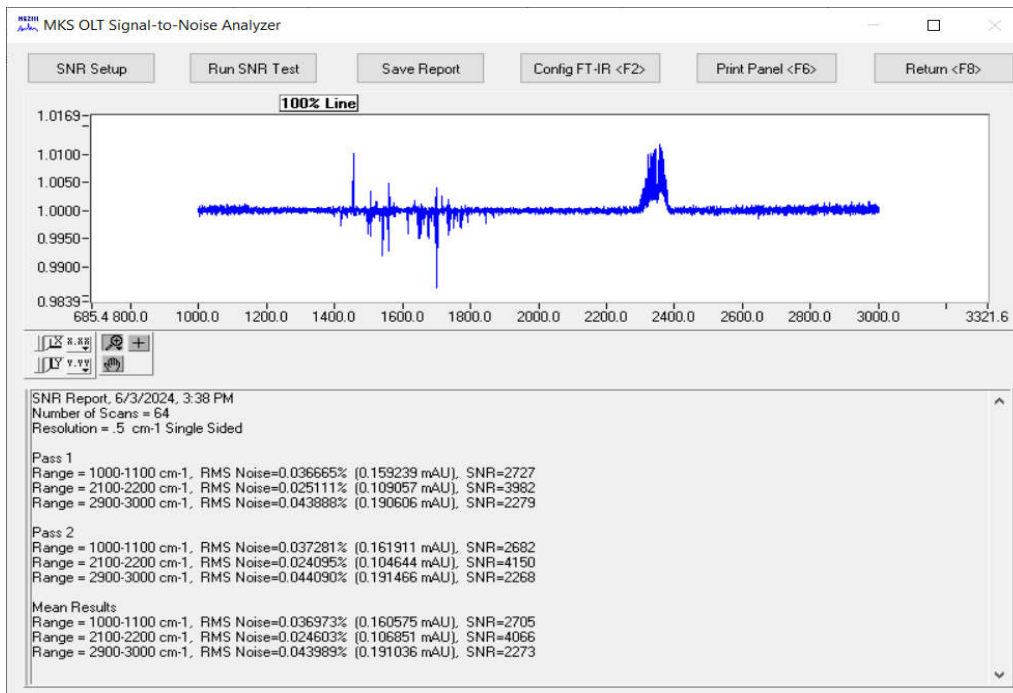 MKS OLT Signal-to-Noise Analyzer
SNR Setup Run SNR Test Save Report Config FT-IR <F2> Print Panel <F6> Return <F8>
100% Line
1.0169
1.0100
1.0050
1.0000
0.9950
0.9900
0.9839
685.4 800.0 1000.0 1200.0 1400.0 1600.0 1800.0 2000.0 2200.0 2400.0 2600.0 2800.0 3000.0 3321.6
X X.XX
Y Y.YY
SNR Report, 6/3/2024, 3:38 PM
Number of Scans = 64
Resolution = .5 cm-1 Single Sided
Pass 1
Range = 1000-1100 cm-1, RMS Noise=0.036665% (0.159239 mAU), SNR=2727
Range = 2100-2200 cm-1, RMS Noise=0.025111% (0.109057 mAU), SNR=3982
Range = 2900-3000 cm-1, RMS Noise=0.043888% (0.190606 mAU), SNR=2279
Pass 2
Range = 1000-1100 cm-1, RMS Noise=0.037281% (0.161911 mAU), SNR=2682
Range = 2100-2200 cm-1, RMS Noise=0.024095% (0.104644 mAU), SNR=4150
Range = 2900-3000 cm-1, RMS Noise=0.044090% (0.191466 mAU), SNR=2268
Mean Results
Range = 1000-1100 cm-1, RMS Noise=0.036973% (0.160575 mAU), SNR=2705
Range = 2100-2200 cm-1, RMS Noise=0.024603% (0.106851 mAU), SNR=4066
Range = 2900-3000 cm-1, RMS Noise=0.043989% (0.191036 mAU), SNR=2273